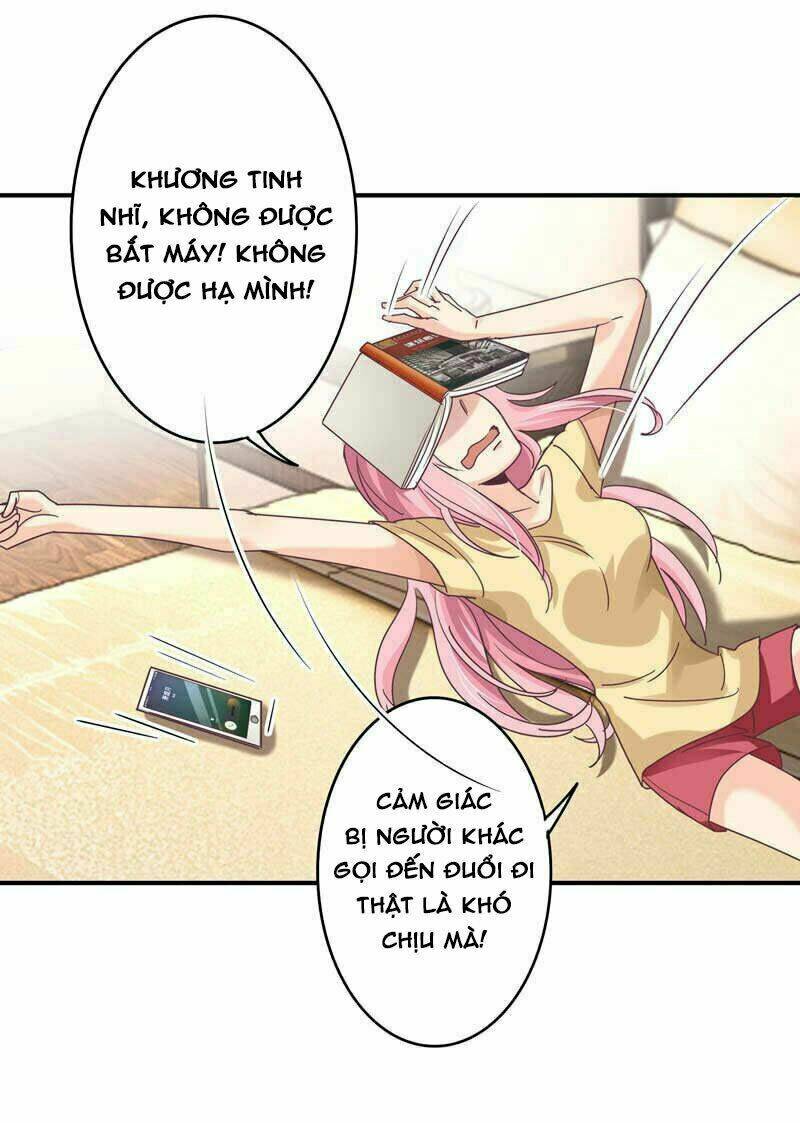 KHƯƠNG TINH
NHĨ, KHÔNG ĐƯỢC
BẮT MÁY! KHÔNG
ĐƯỢC HẠ MÌNH!
CẢM GIÁC
BỊ NGƯỜI KHÁC
GỌI ĐẾN ĐUỔI ĐI
THẬT LÀ KHÓ
CHỊU MÀ!